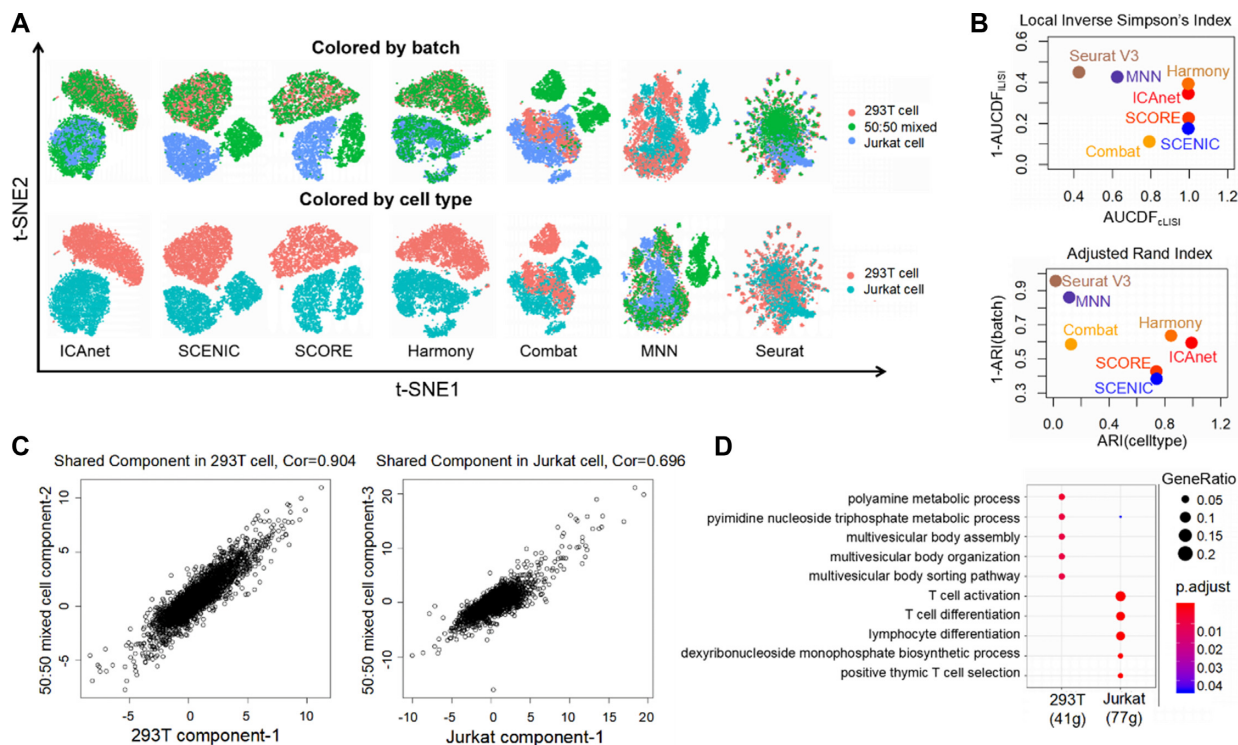 A
Colored by batch
293T cell
50:50 mixed
Jurkat cell
Colored by cell type
293T cell
Jurkat cell
ICAnet SCENIC SCORE Harmony Combat MNN Seurat
t-SNE1
t-SNE2
B
Local Inverse Simpson's Index
Seurat V3
MNN
Harmony
ICAnet
SCORE
SCENIC
Combat
0.0 0.2 0.4 0.6
1-AUCDF_iLISI
0.4 0.6 0.8 1.0 1.2
AUCDF_cLISI
Adjusted Rand Index
Seurat V3
MNN
Combat
Harmony
ICAnet
SCORE
SCENIC
0.3 0.5 0.7 0.9
1-ARI(batch)
0.0 0.4 0.8 1.2
ARI(celltype)
C
Shared Component in 293T cell, Cor=0.904
10
5
0
-5
50:50 mixed cell component-2
-5 0 5 10
293T component-1
Shared Component in Jurkat cell, Cor=0.696
20
10
0
-10
50:50 mixed cell component-3
-10 -5 0 5 10 15 20
Jurkat component-1
D
polyamine metabolic process
pyimidine nucleoside triphosphate metabolic process
multivesicular body assembly
multivesicular body organization
multivesicular body sorting pathway
T cell activation
T cell differentiation
lymphocyte differentiation
dexyribonucleoside monophosphate biosynthetic process
positive thymic T cell selection
293T Jurkat
(41g) (77g)
GeneRatio
0.05
0.1
0.15
0.2
p.adjust
0.01
0.02
0.03
0.04